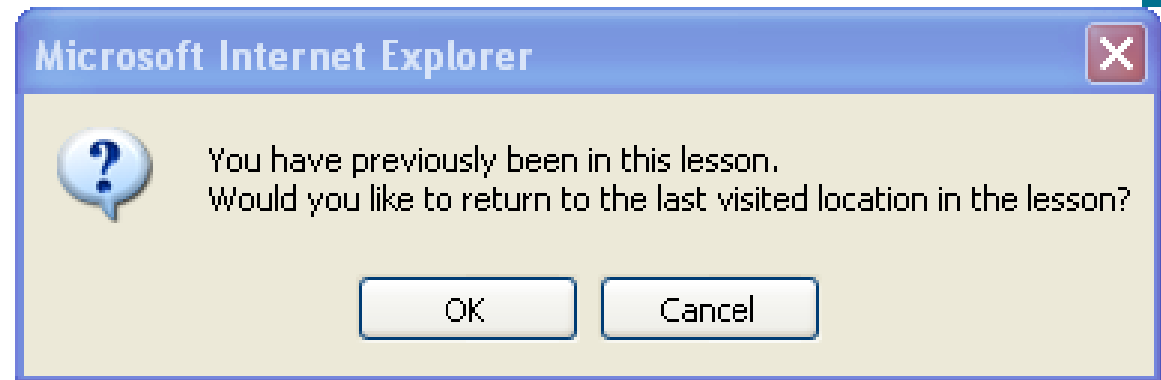 Microsoft Internet Explorer
You have previously been in this lesson.
Would you like to return to the last visited location in the lesson?
OK
Cancel